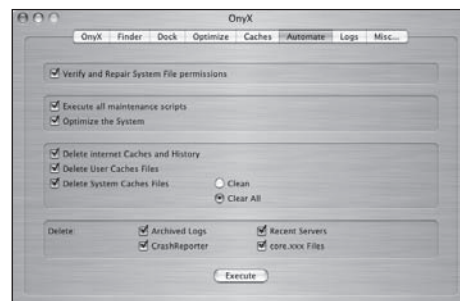 OnyX
OnyX Finder Dock Optimize Caches Automate Logs Misc...
Verify and Repair System File permissions
Execute all maintenance scripts
Optimize the System
Delete internet Caches and History
Delete User Caches Files
Delete System Caches Files Clean
Clear All
Delete: Archived Logs Recent Servers
CrashReporter core.xxx Files
Execute